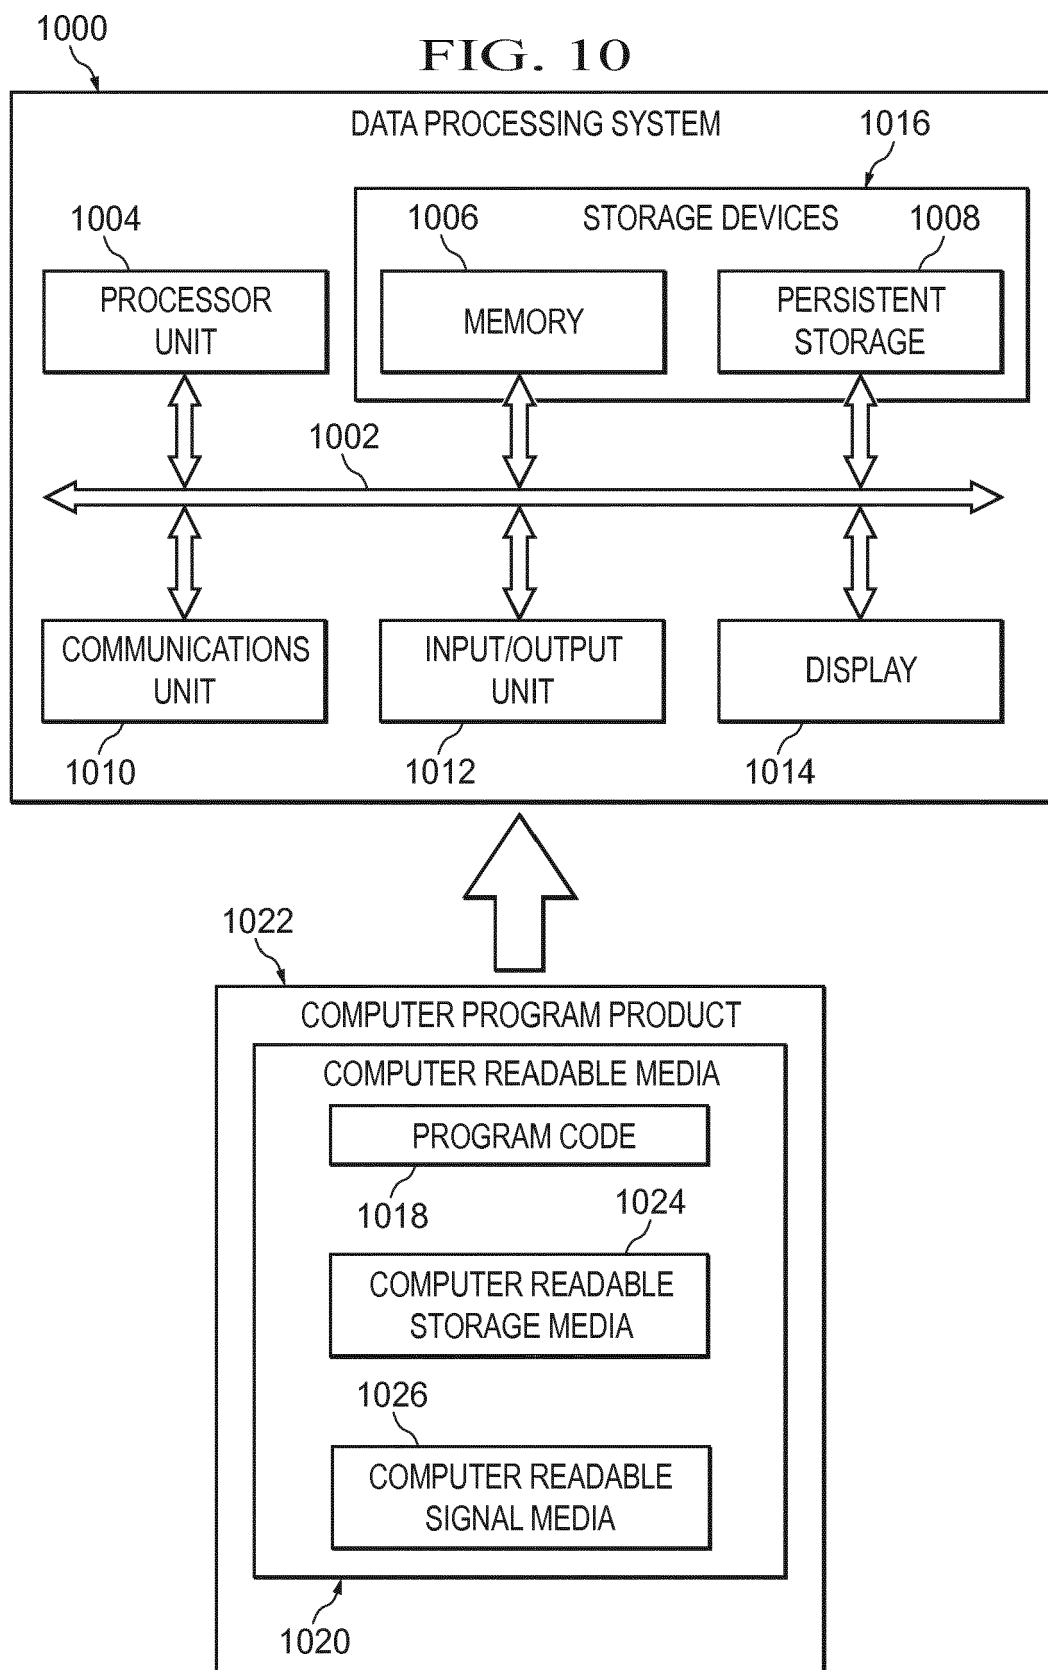 1000
FIG. 10
DATA PROCESSING SYSTEM
1016
1004
1006
STORAGE DEVICES
1008
PROCESSOR
UNIT
MEMORY
PERSISTENT
STORAGE
1002
COMMUNICATIONS
UNIT
INPUT/OUTPUT
UNIT
DISPLAY
1010
1012
1014
1022
COMPUTER PROGRAM PRODUCT
COMPUTER READABLE MEDIA
PROGRAM CODE
1018
1024
COMPUTER READABLE
STORAGE MEDIA
1026
COMPUTER READABLE
SIGNAL MEDIA
1020